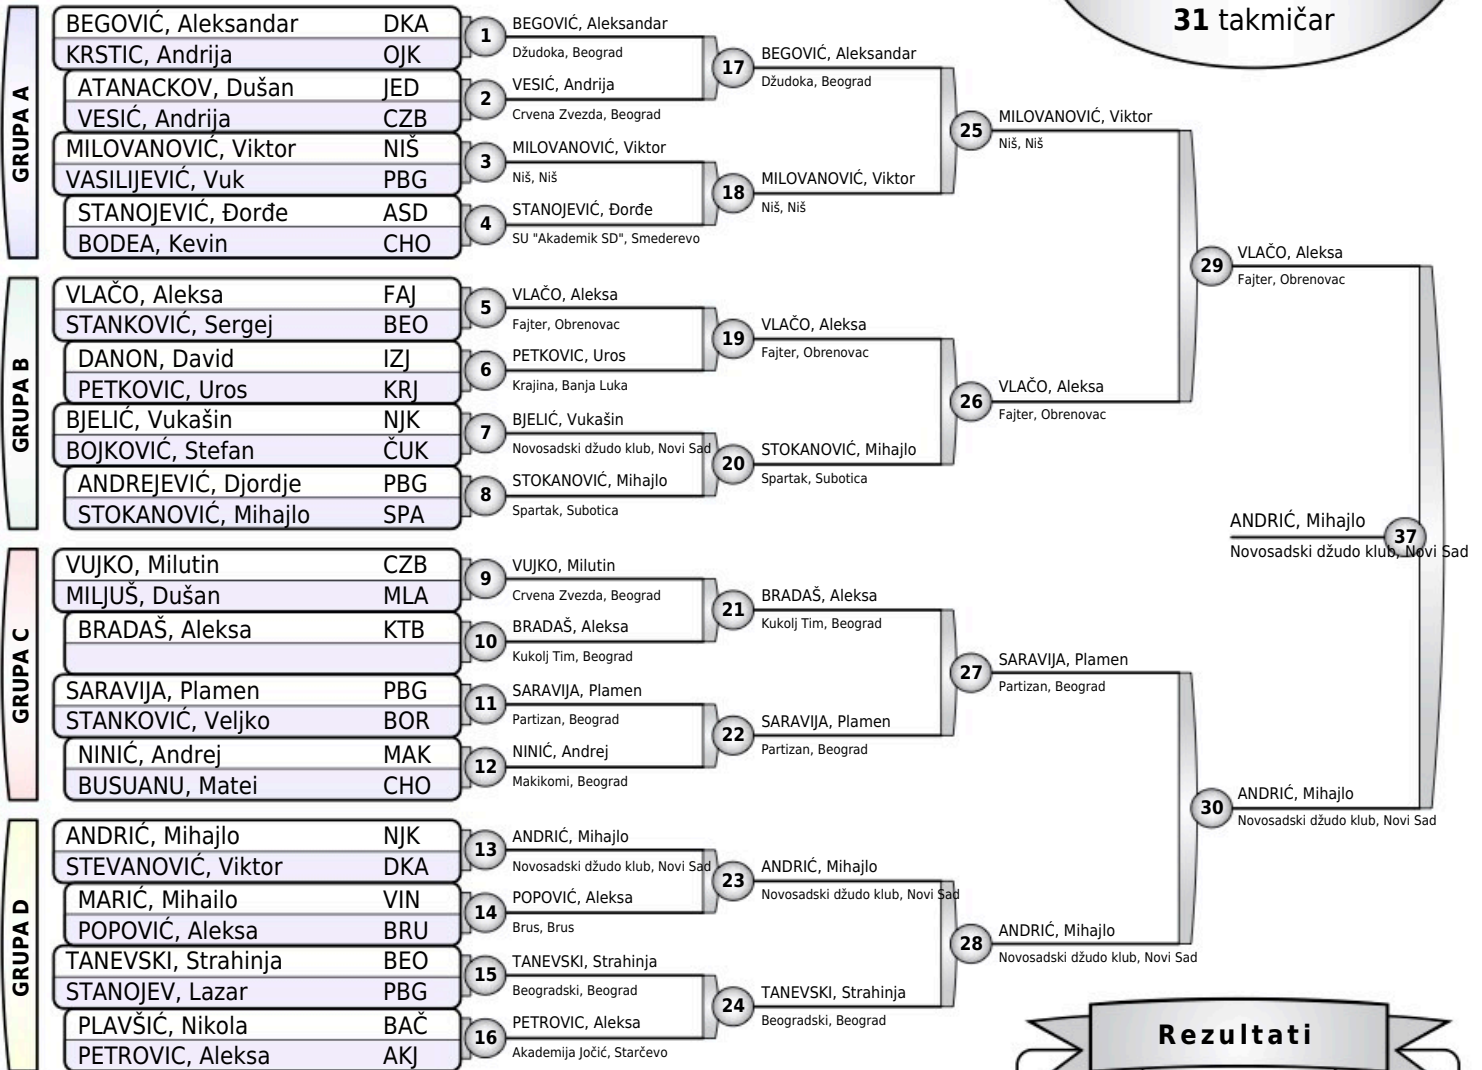 31 takmičar
GRUPA A
BEGOVIĆ, Aleksandar DKA
KRSTIC, Andrija OJK
ATANACKOV, Dušan JED
VESIĆ, Andrija CZB
MILOVANOVIĆ, Viktor NIŠ
VASILIJEVIĆ, Vuk PBG
STANOJEVIĆ, Đorđe ASD
BODEA, Kevin CHO
GRUPA B
VLAČO, Aleksa FAJ
STANKOVIĆ, Sergej BEO
DANON, David IZJ
PETKOVIC, Uros KRJ
BJELIĆ, Vukašin NJK
BOJKOVIĆ, Stefan ČUK
ANDREJEVIĆ, Djordje PBG
STOKANOVIĆ, Mihajlo SPA
GRUPA C
VUJKO, Milutin CZB
MILJUŠ, Dušan MLA
BRADAŠ, Aleksa KTB
SARAVIJA, Plamen PBG
STANKOVIĆ, Veljko BOR
NINIĆ, Andrej MAK
BUSUANU, Matei CHO
GRUPA D
ANDRIĆ, Mihajlo NJK
STEVANOVIĆ, Viktor DKA
MARIĆ, Mihailo VIN
POPOVIĆ, Aleksa BRU
TANEVSKI, Strahinja BEO
STANOJEV, Lazar PBG
PLAVŠIĆ, Nikola BAČ
PETROVIC, Aleksa AKJ
1 BEGOVIĆ, Aleksandar
Džudoka, Beograd
2 VESIĆ, Andrija
Crvena Zvezda, Beograd
3 MILOVANOVIĆ, Viktor
Niš, Niš
4 STANOJEVIĆ, Đorđe
SU "Akademik SD", Smederevo
5 VLAČO, Aleksa
Fajter, Obrenovac
6 PETKOVIC, Uros
Krajina, Banja Luka
7 BJELIĆ, Vukašin
Novosadski džudo klub, Novi Sad
8 STOKANOVIĆ, Mihajlo
Spartak, Subotica
9 VUJKO, Milutin
Crvena Zvezda, Beograd
10 BRADAŠ, Aleksa
Kukolj Tim, Beograd
11 SARAVIJA, Plamen
Partizan, Beograd
12 NINIĆ, Andrej
Makikomi, Beograd
13 ANDRIĆ, Mihajlo
Novosadski džudo klub, Novi Sad
14 POPOVIĆ, Aleksa
Brus, Brus
15 TANEVSKI, Strahinja
Beogradski, Beograd
16 PETROVIC, Aleksa
Akademija Jočić, Starčevo
17 BEGOVIĆ, Aleksandar
Džudoka, Beograd
18 MILOVANOVIĆ, Viktor
Niš, Niš
19 VLAČO, Aleksa
Fajter, Obrenovac
20 STOKANOVIĆ, Mihajlo
Spartak, Subotica
21 BRADAŠ, Aleksa
Kukolj Tim, Beograd
22 SARAVIJA, Plamen
Partizan, Beograd
23 ANDRIĆ, Mihajlo
Novosadski džudo klub, Novi Sad
24 TANEVSKI, Strahinja
Beogradski, Beograd
25 MILOVANOVIĆ, Viktor
Niš, Niš
26 VLAČO, Aleksa
Fajter, Obrenovac
27 SARAVIJA, Plamen
Partizan, Beograd
28 ANDRIĆ, Mihajlo
Novosadski džudo klub, Novi Sad
29 VLAČO, Aleksa
Fajter, Obrenovac
30 ANDRIĆ, Mihajlo
Novosadski džudo klub, Novi Sad
ANDRIĆ, Mihajlo 37
Novosadski džudo klub, Novi Sad
Rezultati